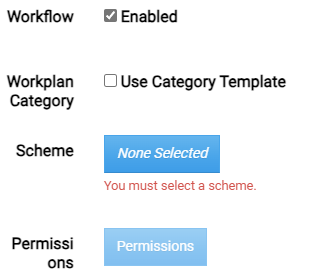 Workflow Enabled
Workplan Use Category Template
Category
Scheme None Selected
You must select a scheme.
Permissi Permissions
ons